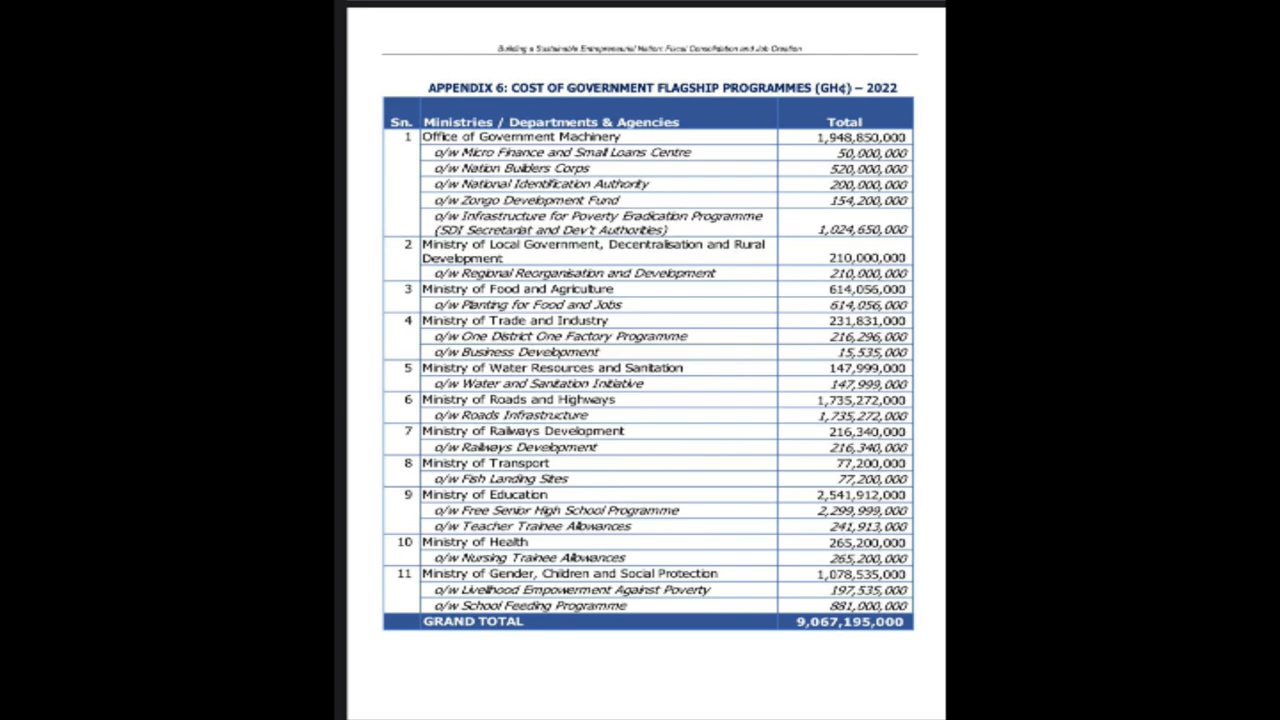 Building a Sustainable Entrepreneurial Nation: Fiscal Consolidation and Job Creation
APPENDIX 6: COST OF GOVERNMENT FLAGSHIP PROGRAMMES (GH¢) – 2022
Sn. Ministries / Departments & Agencies Total
1 Office of Government Machinery 1,948,850,000
o/w Micro Finance and Small Loans Centre 50,000,000
o/w Nation Builders Corps 520,000,000
o/w National Identification Authority 200,000,000
o/w Zongo Development Fund 154,200,000
o/w Infrastructure for Poverty Eradication Programme
(SDI Secretariat and Dev't Authorities) 1,024,650,000
2 Ministry of Local Government, Decentralisation and Rural
Development 210,000,000
o/w Regional Reorganisation and Development 210,000,000
3 Ministry of Food and Agriculture 614,056,000
o/w Planting for Food and Jobs 614,056,000
4 Ministry of Trade and Industry 231,831,000
o/w One District One Factory Programme 216,296,000
o/w Business Development 15,535,000
5 Ministry of Water Resources and Sanitation 147,999,000
o/w Water and Sanitation Initiative 147,999,000
6 Ministry of Roads and Highways 1,735,272,000
o/w Roads Infrastructure 1,735,272,000
7 Ministry of Railways Development 216,340,000
o/w Railways Development 216,340,000
8 Ministry of Transport 77,200,000
o/w Fish Landing Sites 77,200,000
9 Ministry of Education 2,541,912,000
o/w Free Senior High School Programme 2,299,999,000
o/w Teacher Trainee Allowances 241,913,000
10 Ministry of Health 265,200,000
o/w Nursing Trainee Allowances 265,200,000
11 Ministry of Gender, Children and Social Protection 1,078,535,000
o/w Livelihood Empowerment Against Poverty 197,535,000
o/w School Feeding Programme 881,000,000
GRAND TOTAL 9,067,195,000